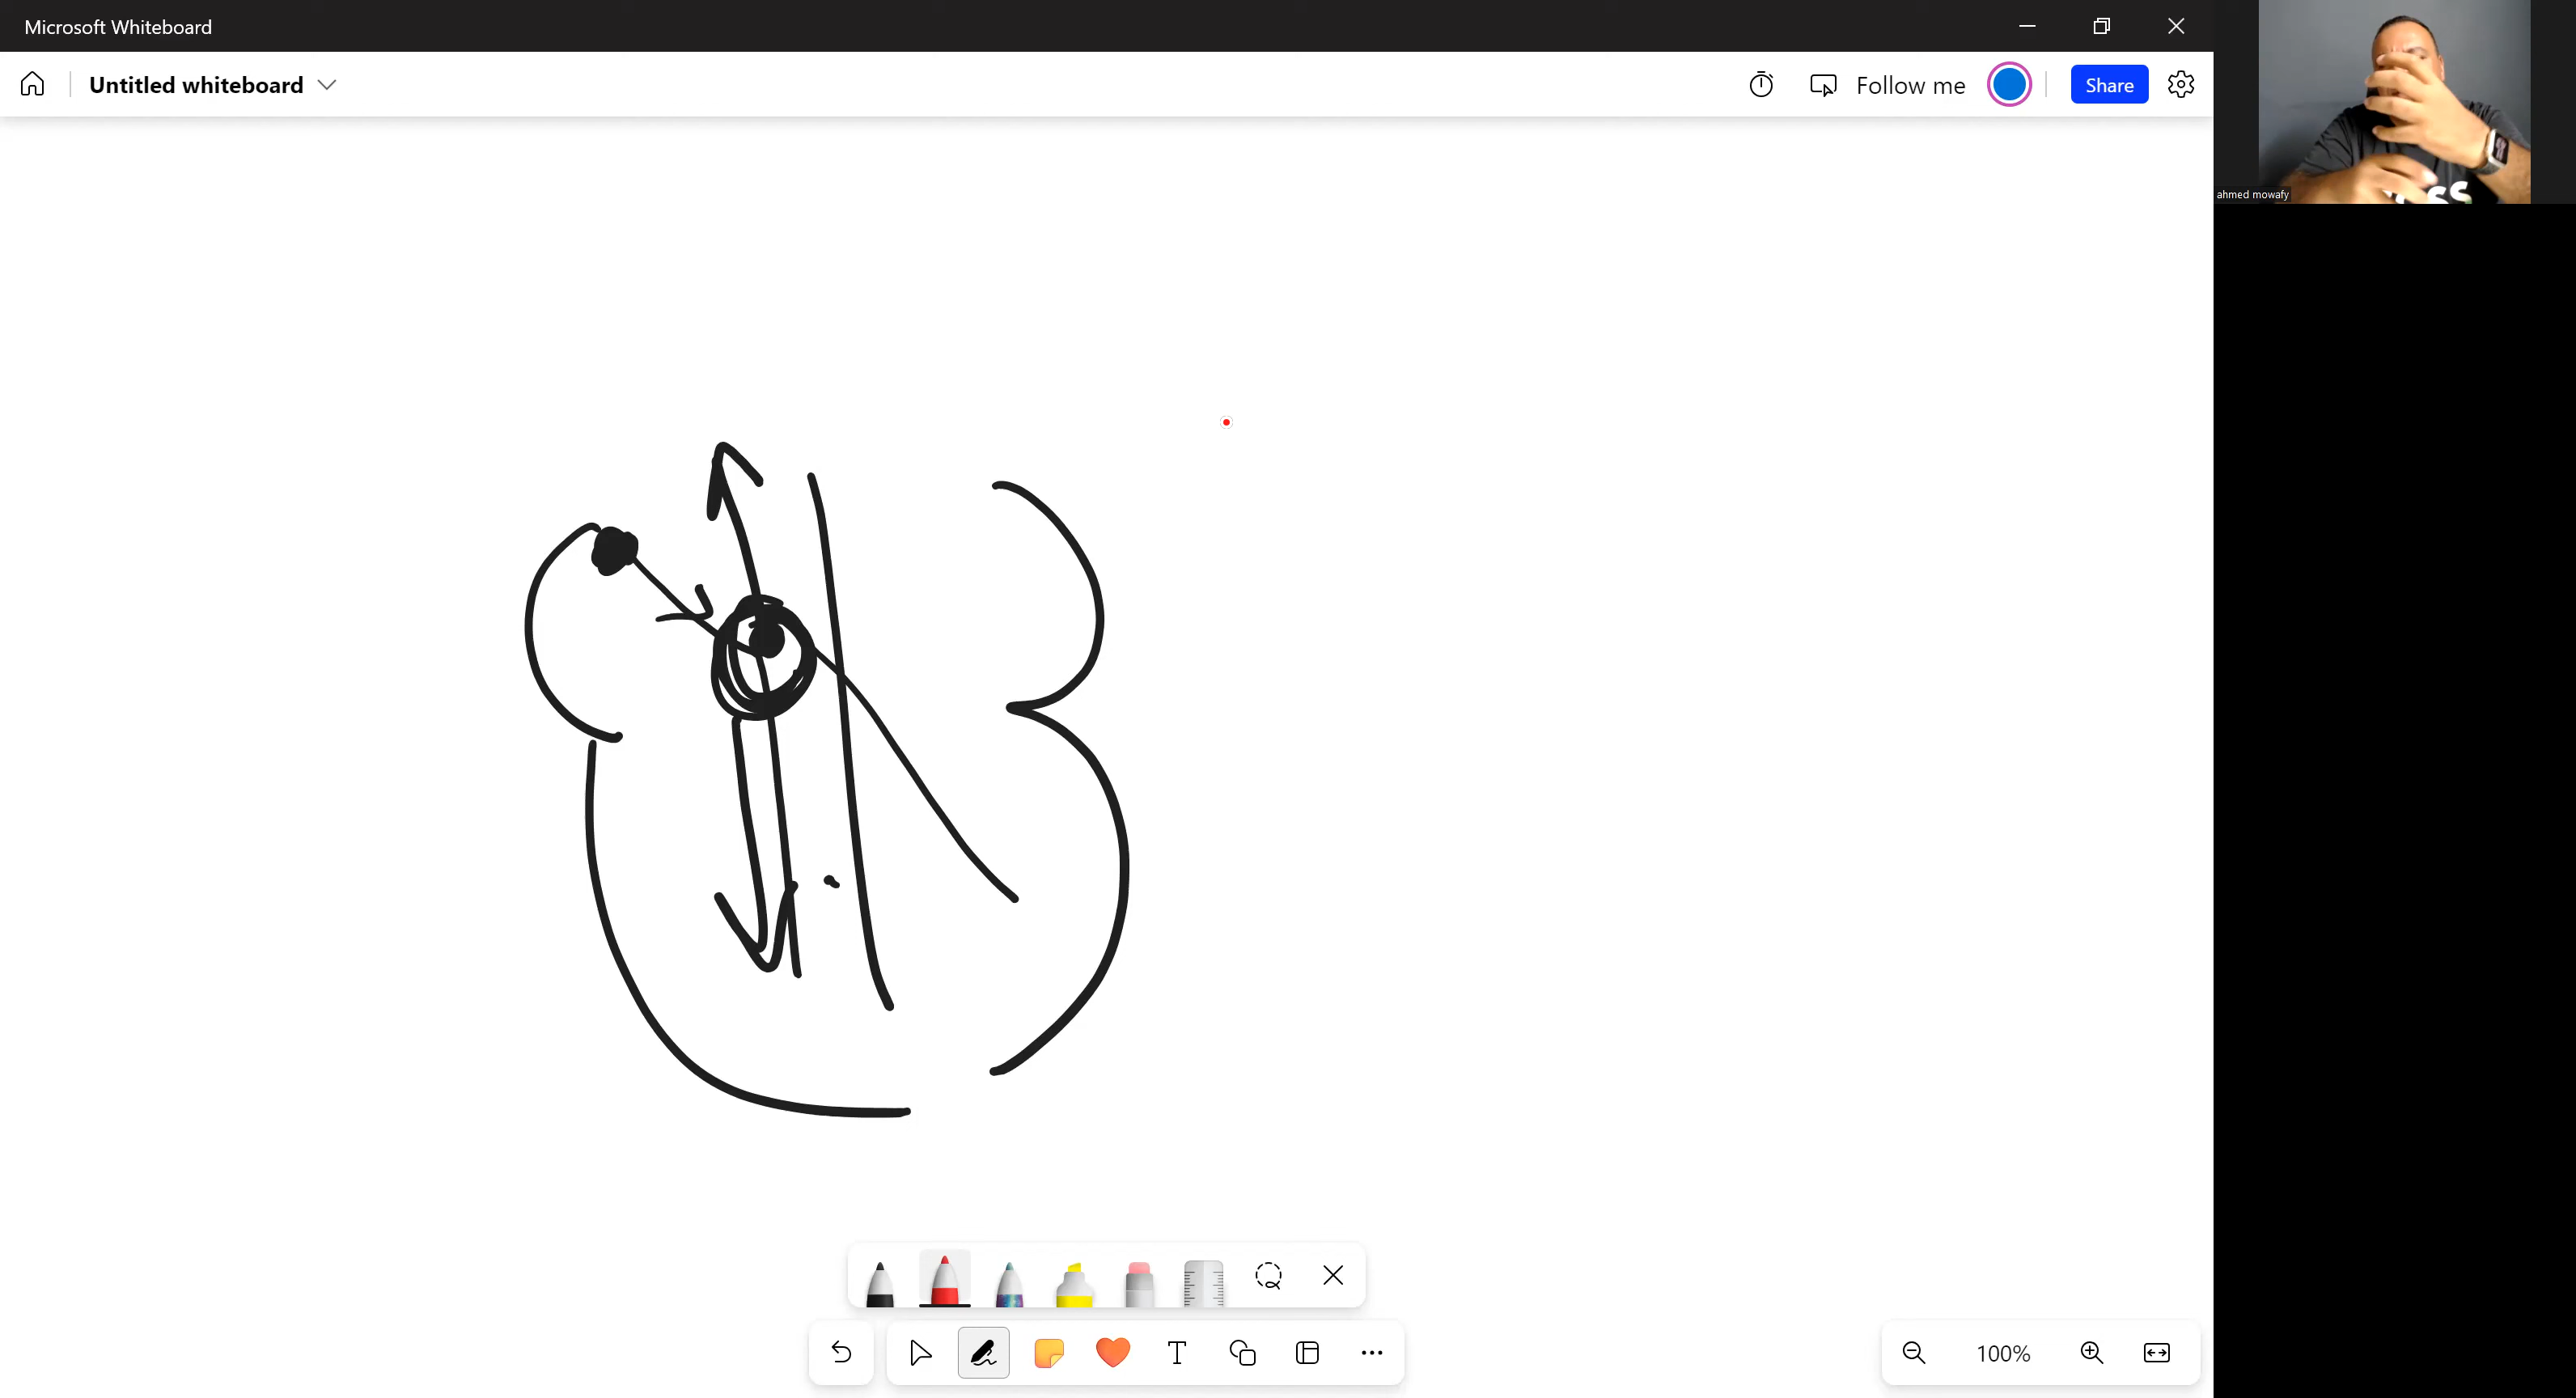 Microsoft Whiteboard
Untitled whiteboard
Follow me
Share
ahmed mowafy
100%